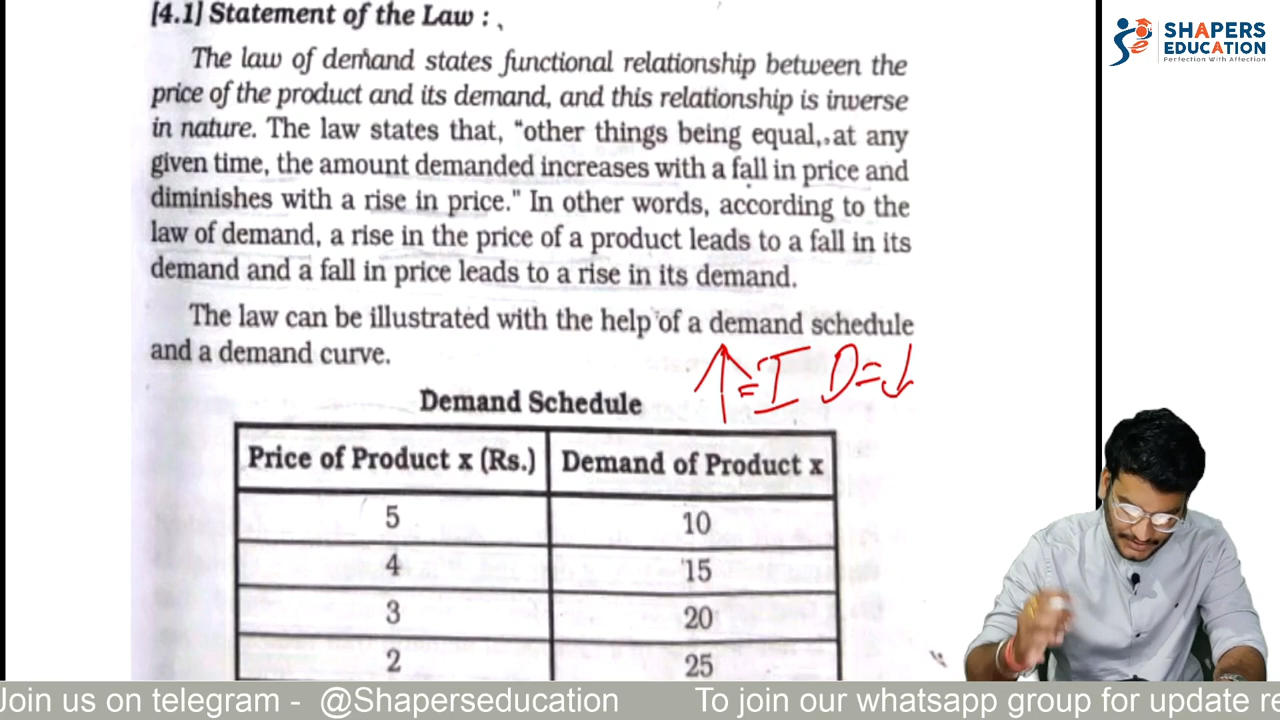 [4.1] Statement of the Law :
The law of demand states functional relationship between the
price of the product and its demand, and this relationship is inverse
in nature. The law states that, "other things being equal, at any
given time, the amount demanded increases with a fall in price and
diminishes with a rise in price." In other words, according to the
law of demand, a rise in the price of a product leads to a fall in its
demand and a fall in price leads to a rise in its demand.
The law can be illustrated with the help of a demand schedule
and a demand curve.
↑ = I D = ↓
Demand Schedule
Price of Product x (Rs.) Demand of Product x
5 10
4 15
3 20
2 25
SHAPERS
EDUCATION
Perfection With Affection
Join us on telegram - @Shaperseducation To join our whatsapp group for update re